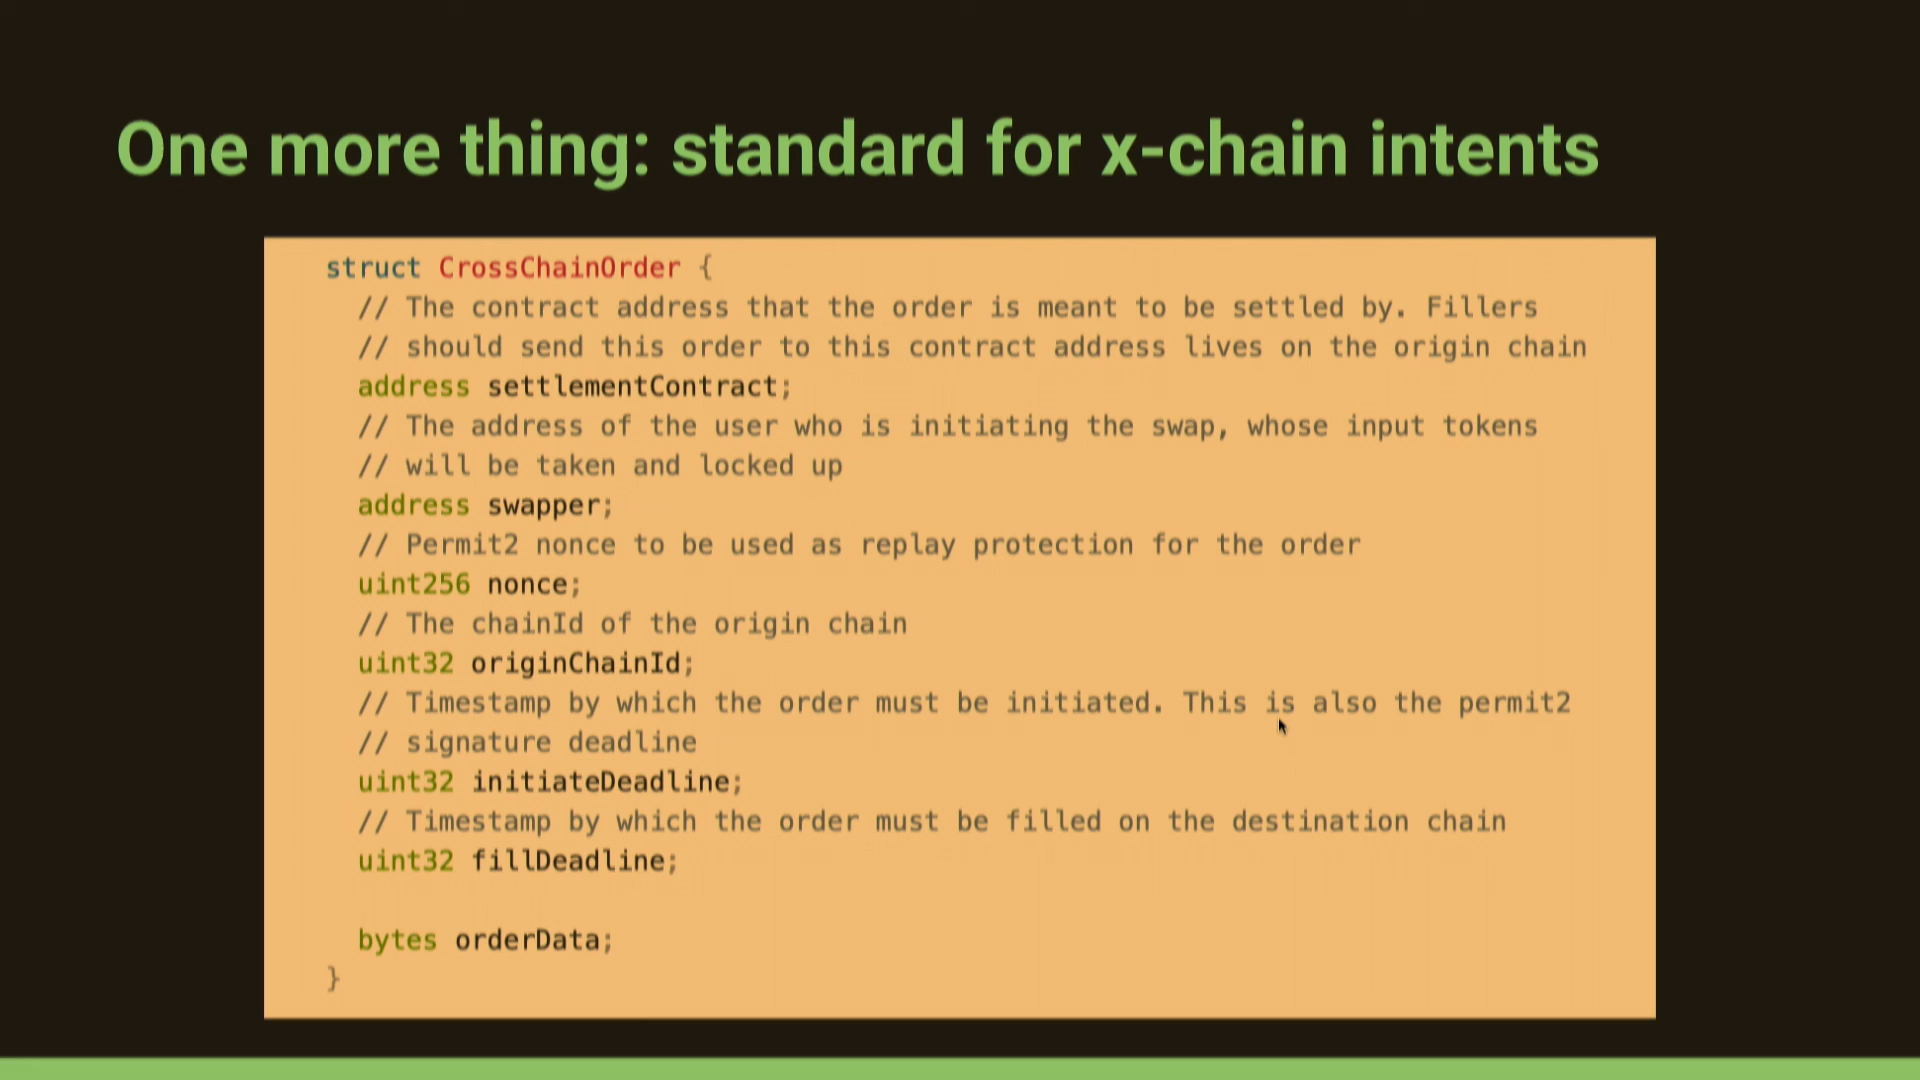 One more thing: standard for x-chain intents
struct CrossChainOrder {
// The contract address that the order is meant to be settled by. Fillers
// should send this order to this contract address lives on the origin chain
address settlementContract;
// The address of the user who is initiating the swap, whose input tokens
// will be taken and locked up
address swapper;
// Permit2 nonce to be used as replay protection for the order
uint256 nonce;
// The chainId of the origin chain
uint32 originChainId;
// Timestamp by which the order must be initiated. This is also the permit2
// signature deadline
uint32 initiateDeadline;
// Timestamp by which the order must be filled on the destination chain
uint32 fillDeadline;
bytes orderData;
}